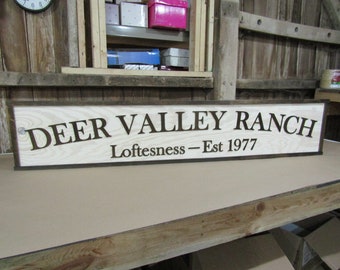 DEER VALLEY RANCH
Loftesness – Est 1977